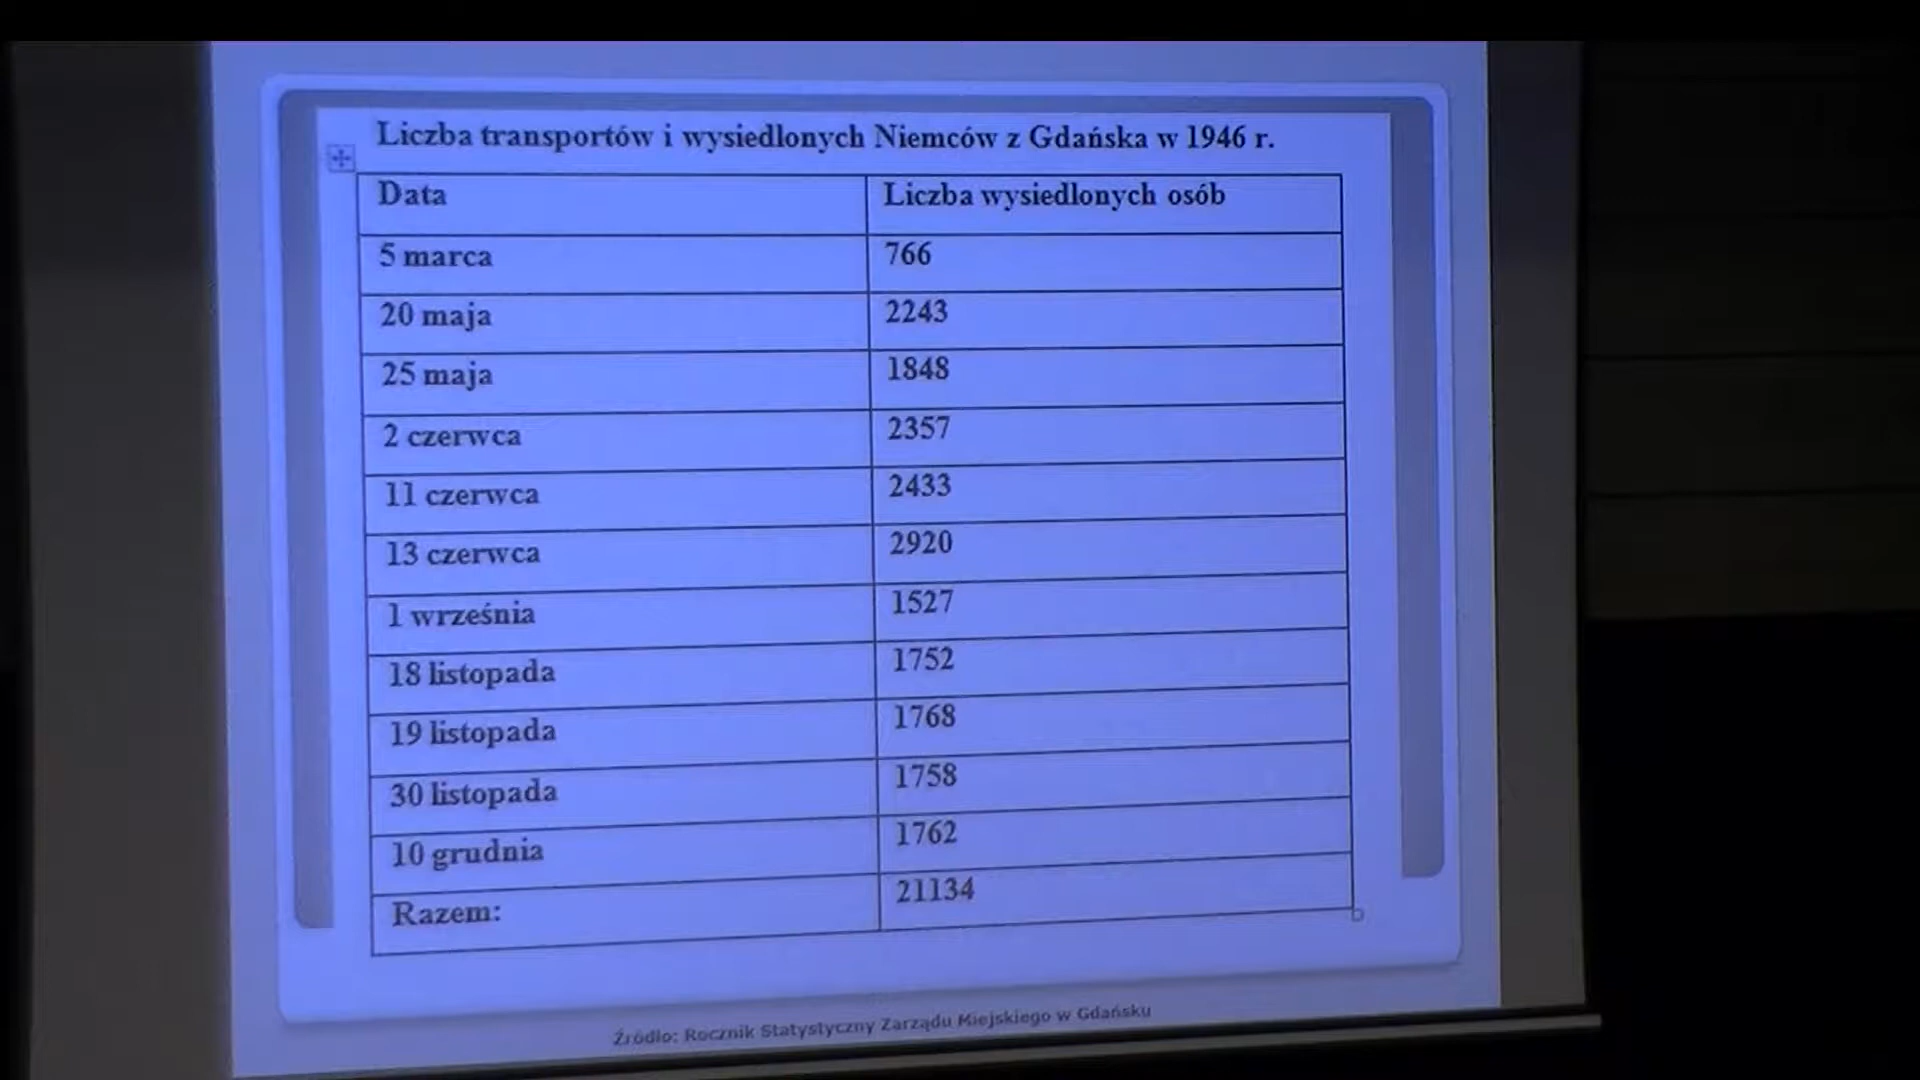 Liczba transportów i wysiedlonych Niemców z Gdańska w 1946 r.
Data Liczba wysiedlonych osób
5 marca 766
20 maja 2243
25 maja 1848
2 czerwca 2357
11 czerwca 2433
13 czerwca 2920
1 września 1527
18 listopada 1752
19 listopada 1768
30 listopada 1758
10 grudnia 1762
Razem: 21134
Źródło: Rocznik Statystyczny Zarządu Miejskiego w Gdańsku